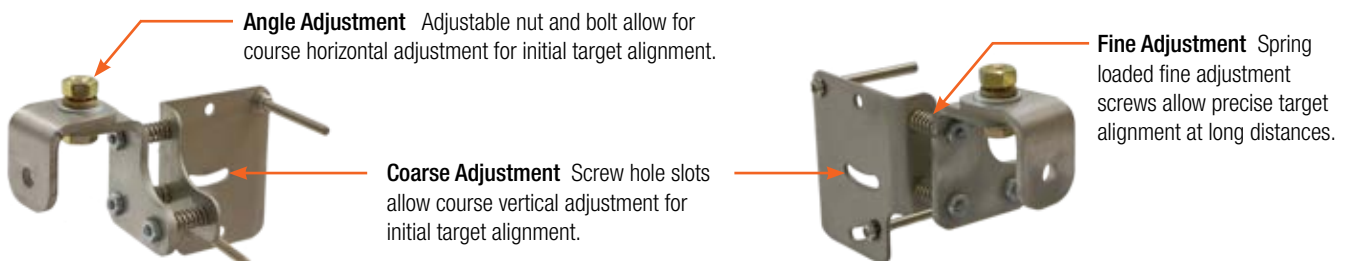 Angle Adjustment Adjustable nut and bolt allow for
course horizontal adjustment for initial target alignment.
Coarse Adjustment Screw hole slots
allow course vertical adjustment for
initial target alignment.
Fine Adjustment Spring
loaded fine adjustment
screws allow precise target
alignment at long distances.